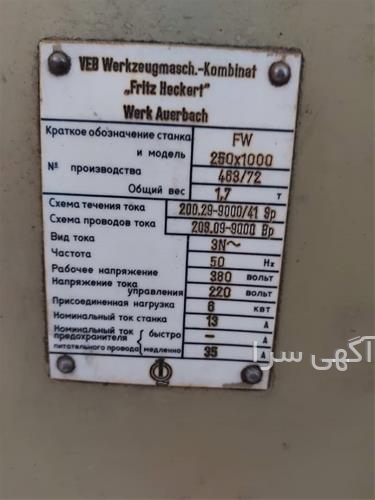 VEB Werkzeugmasch.-Kombinat
„Fritz Heckert"
Werk Auerbach
Краткое обозначение станка FW
и модель 250x1000
№ производства 463/72
Общий вес 1,7 т
Схема течения тока 200.29-9000/41 Sp
Схема проводов тока 209.09-9000 Bp
Вид тока 3N~
Частота 50 Hz
Рабочее напряжение 380 вольт
Напряжение тока
управления 220 вольт
Присоединенная нагрузка 6 квт
Номинальный ток станка 13 А
Номинальный ток быстро – А
предохранителя
питательного провода медленно 35
آگهی سرا